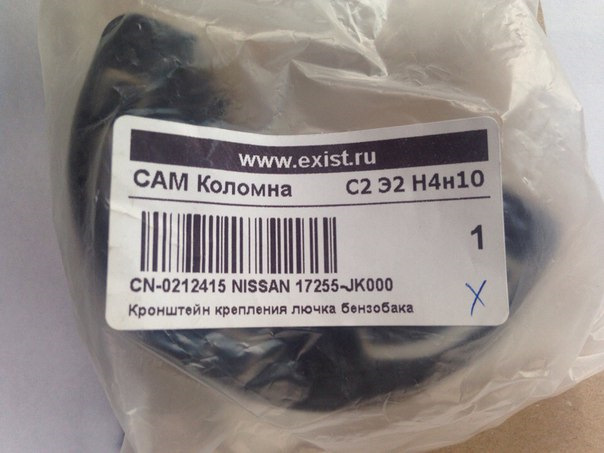 www.exist.ru
САМ Коломна С2 Э2 Н4н10
1
CN-0212415 NISSAN 17255-JK000
Кронштейн крепления лючка бензобака
X